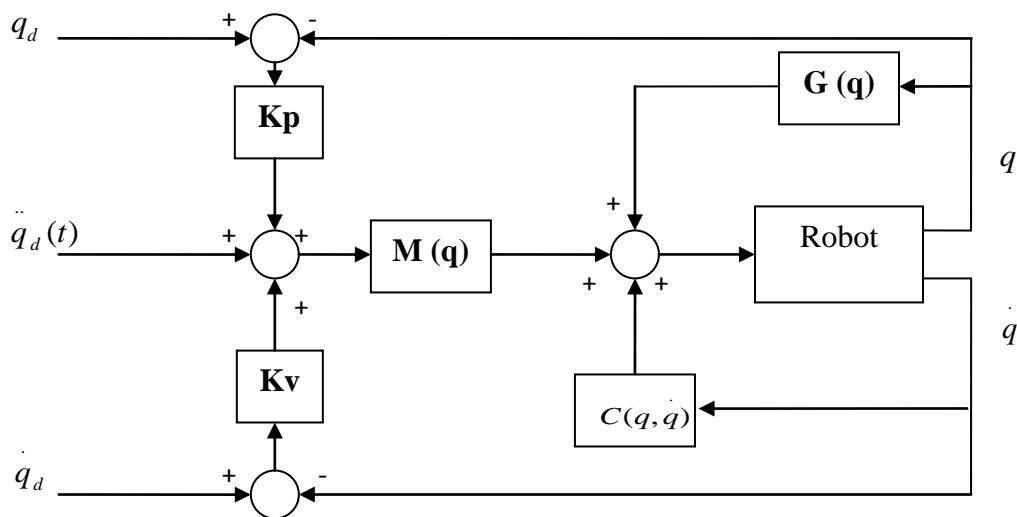 q_d
+
-
G (q)
Kp
q
+
q̈_d(t)
+
+
M (q)
+
+
Robot
+
q̇
Kv
C(q, q̇)
q̇_d
+
-